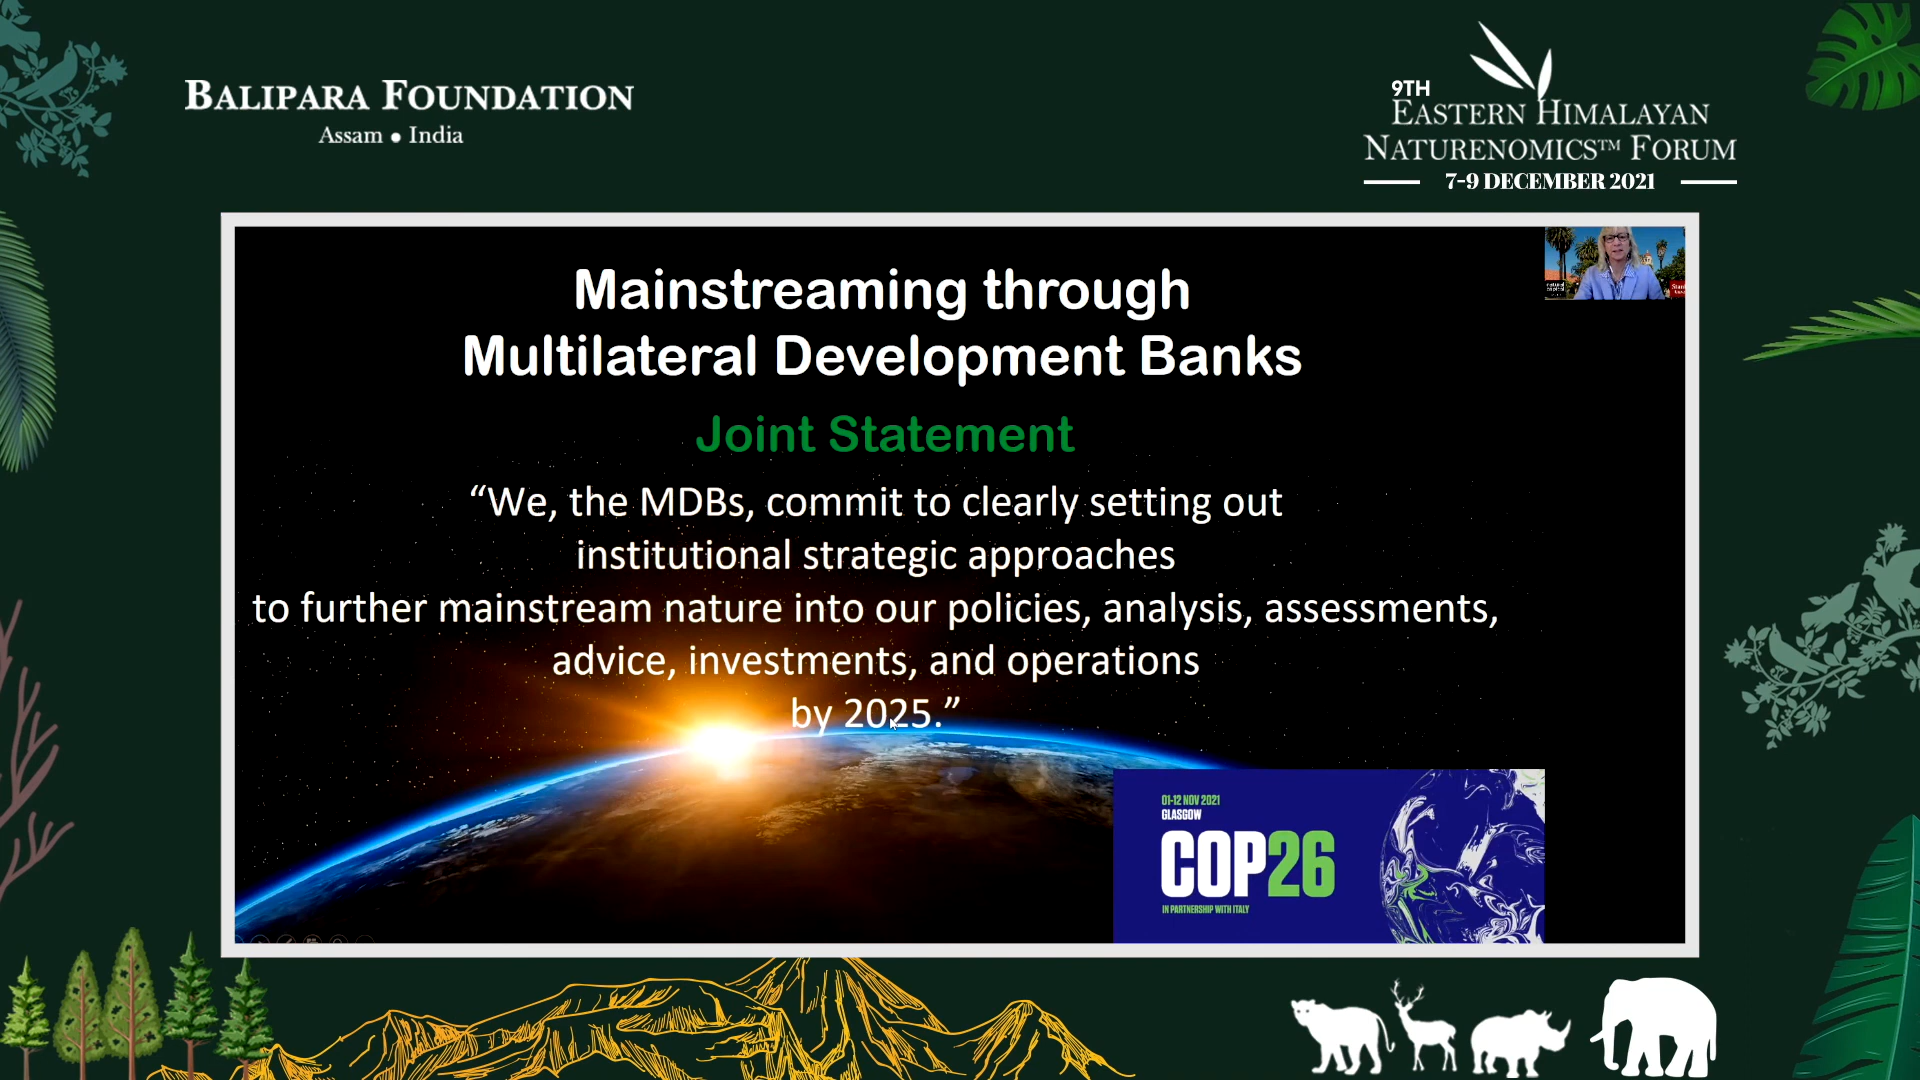 BALIPARA FOUNDATION
Assam • India
9TH
EASTERN HIMALAYAN
NATURENOMICS™ FORUM
7-9 DECEMBER 2021
Mainstreaming through
Multilateral Development Banks
Joint Statement
“We, the MDBs, commit to clearly setting out
institutional strategic approaches
to further mainstream nature into our policies, analysis, assessments,
advice, investments, and operations
by 2025.”
natural
capital
01-12 NOV 2021
GLASGOW
COP26
IN PARTNERSHIP WITH ITALY